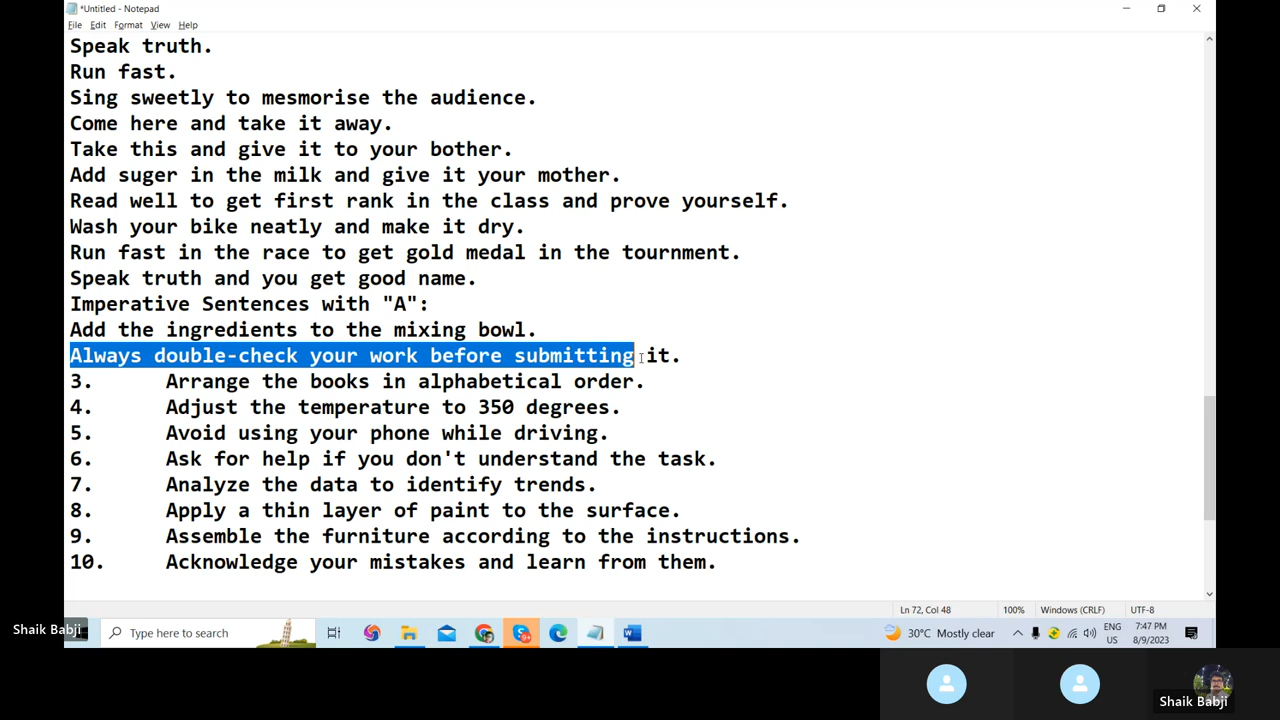 *Untitled - Notepad
File Edit Format View Help
Speak truth.
Run fast.
Sing sweetly to mesmorise the audience.
Come here and take it away.
Take this and give it to your bother.
Add suger in the milk and give it your mother.
Read well to get first rank in the class and prove yourself.
Wash your bike neatly and make it dry.
Run fast in the race to get gold medal in the tournment.
Speak truth and you get good name.
Imperative Sentences with "A":
Add the ingredients to the mixing bowl.
Always double-check your work before submitting it.
3. Arrange the books in alphabetical order.
4. Adjust the temperature to 350 degrees.
5. Avoid using your phone while driving.
6. Ask for help if you don't understand the task.
7. Analyze the data to identify trends.
8. Apply a thin layer of paint to the surface.
9. Assemble the furniture according to the instructions.
10. Acknowledge your mistakes and learn from them.
Ln 72, Col 48 100% Windows (CRLF) UTF-8
Shaik Babji
Type here to search
30°C Mostly clear
ENG
US
7:47 PM
8/9/2023
Shaik Babji